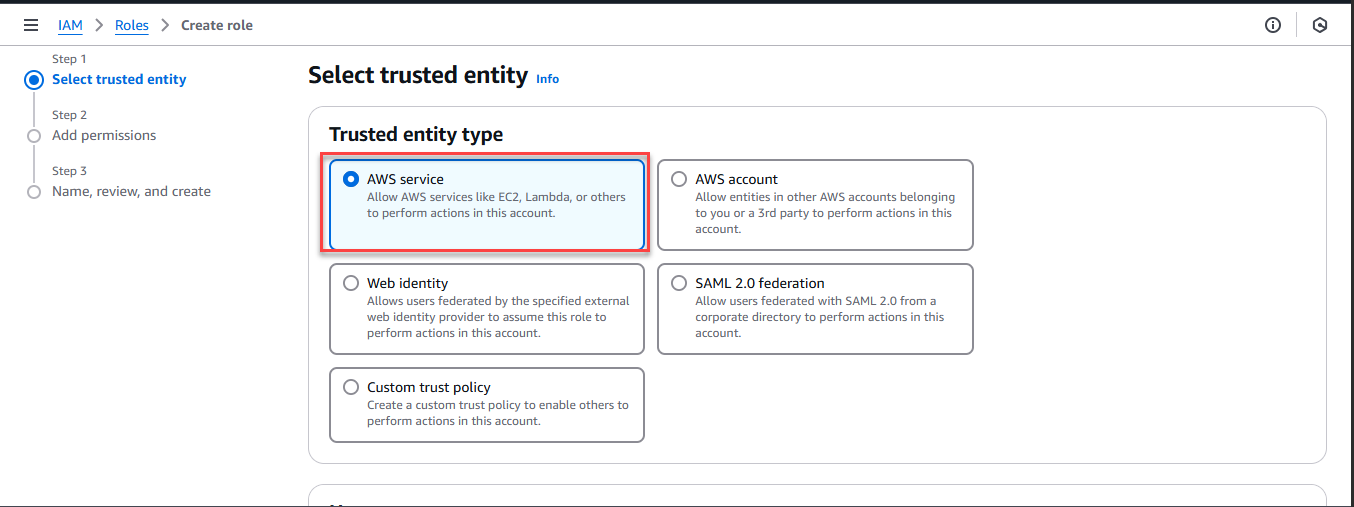 IAM > Roles > Create role
Step 1
Select trusted entity
Step 2
Add permissions
Step 3
Name, review, and create
Select trusted entity Info
Trusted entity type
AWS service
Allow AWS services like EC2, Lambda, or others
to perform actions in this account.
AWS account
Allow entities in other AWS accounts belonging
to you or a 3rd party to perform actions in this
account.
Web identity
Allows users federated by the specified external
web identity provider to assume this role to
perform actions in this account.
SAML 2.0 federation
Allow users federated with SAML 2.0 from a
corporate directory to perform actions in this
account.
Custom trust policy
Create a custom trust policy to enable others to
perform actions in this account.